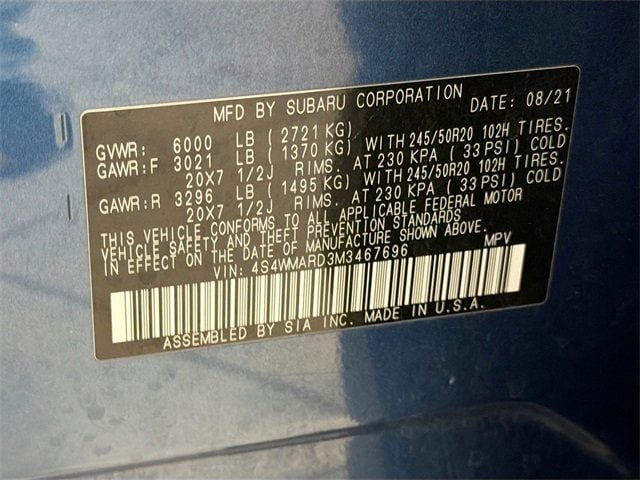 MFD BY SUBARU CORPORATION DATE: 08/21
GVWR: 6000 LB (2721 KG)
GAWR:F 3021 LB (1370 KG) WITH 245/50R20 102H TIRES,
20X7 1/2J RIMS, AT 230 KPA (33 PSI) COLD
GAWR:R 3296 LB (1495 KG) WITH 245/50R20 102H TIRES,
20X7 1/2J RIMS, AT 230 KPA (33 PSI) COLD
THIS VEHICLE CONFORMS TO ALL APPLICABLE FEDERAL MOTOR
VEHICLE SAFETY AND THEFT PREVENTION STANDARDS
IN EFFECT ON THE DATE OF MANUFACTURE SHOWN ABOVE.
VIN: 4S4WMARD3M3467696 MPV
ASSEMBLED BY SIA INC. MADE IN U.S.A.